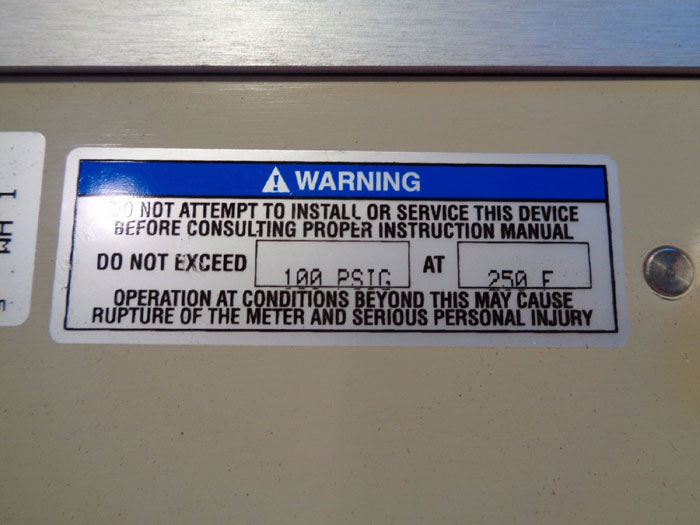 WARNING
DO NOT ATTEMPT TO INSTALL OR SERVICE THIS DEVICE
BEFORE CONSULTING PROPER INSTRUCTION MANUAL
DO NOT EXCEED 100 PSIG AT 250 F
OPERATION AT CONDITIONS BEYOND THIS MAY CAUSE
RUPTURE OF THE METER AND SERIOUS PERSONAL INJURY